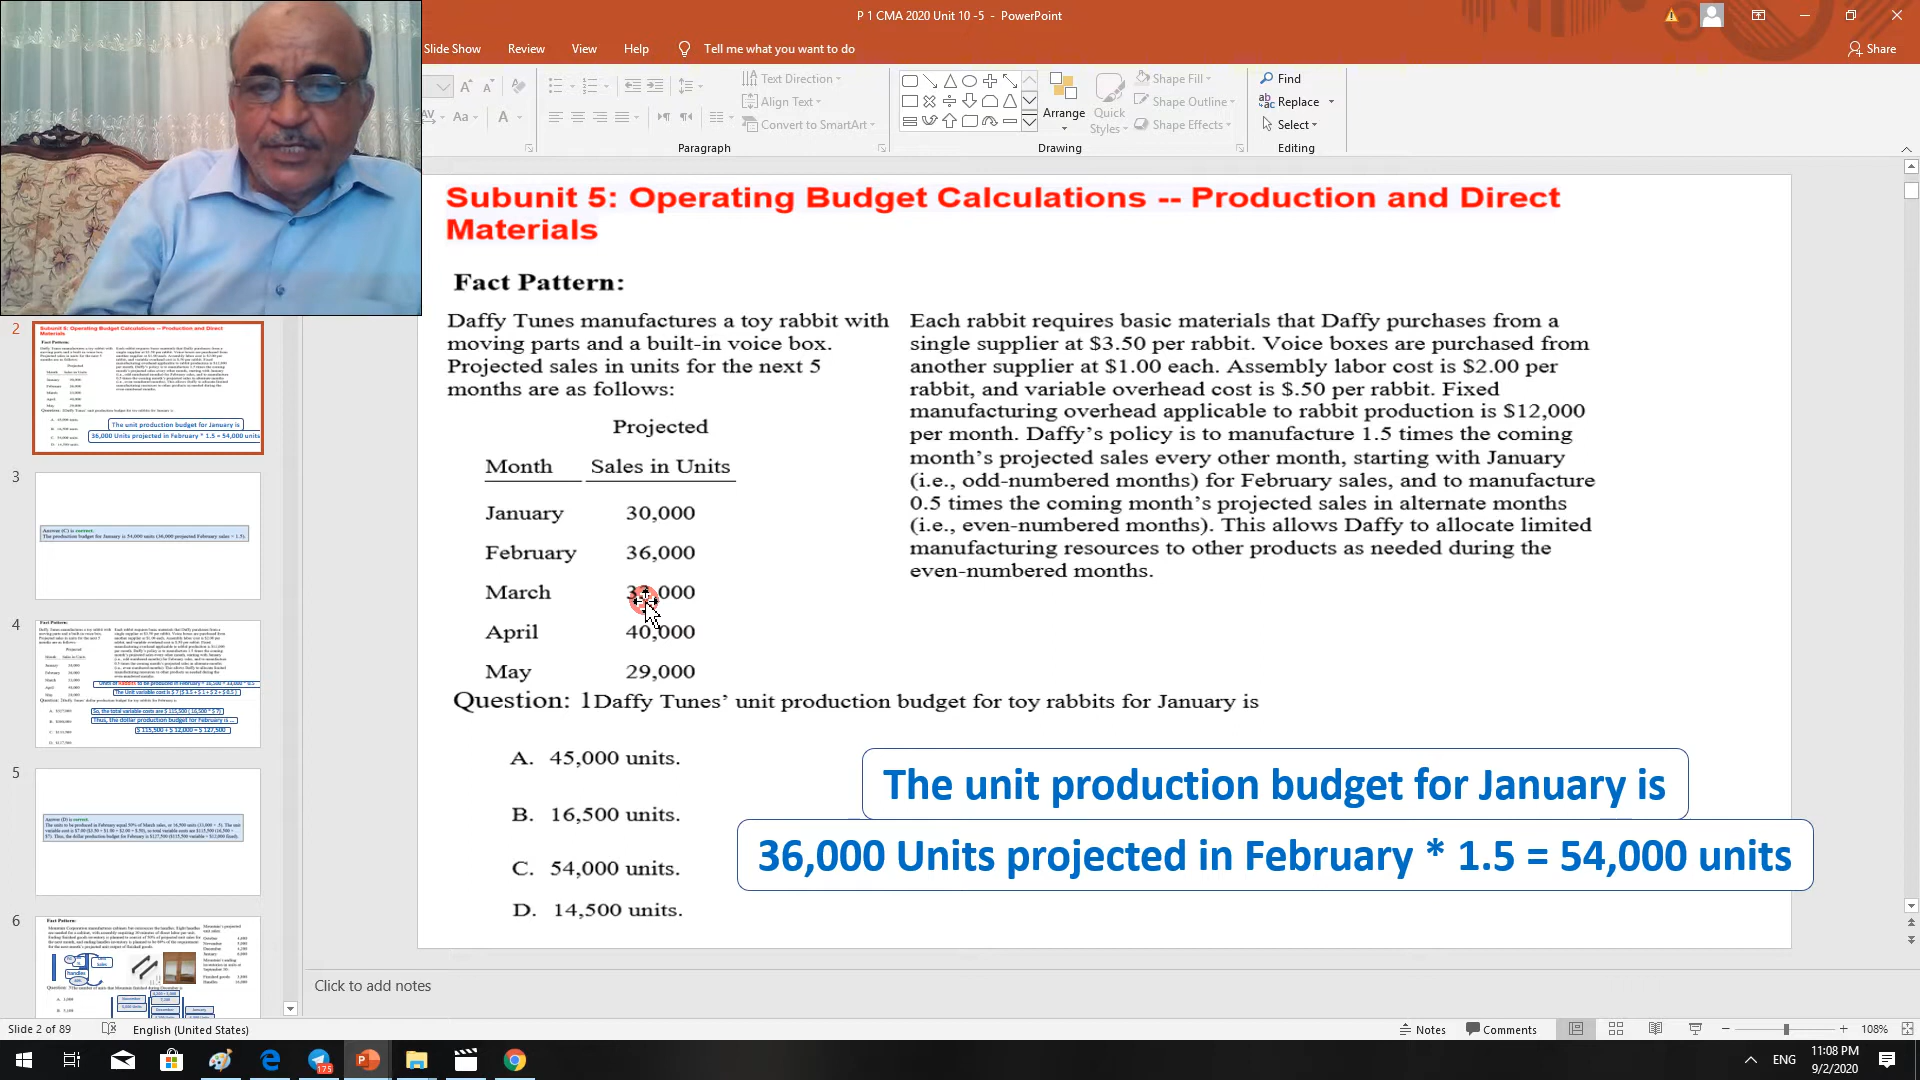 P 1 CMA 2020 Unit 10 -5 - PowerPoint
Slide Show Review View Help Tell me what you want to do Share
Text Direction
Align Text
Convert to SmartArt
Paragraph
Arrange
Quick Styles
Shape Fill
Shape Outline
Shape Effects
Drawing
Find
Replace
Select
Editing
Subunit 5: Operating Budget Calculations -- Production and Direct
Materials
Fact Pattern:
Daffy Tunes manufactures a toy rabbit with
moving parts and a built-in voice box.
Projected sales in units for the next 5
months are as follows:
Projected
Month Sales in Units
January 30,000
February 36,000
March 33,000
April 40,000
May 29,000
Each rabbit requires basic materials that Daffy purchases from a
single supplier at $3.50 per rabbit. Voice boxes are purchased from
another supplier at $1.00 each. Assembly labor cost is $2.00 per
rabbit, and variable overhead cost is $.50 per rabbit. Fixed
manufacturing overhead applicable to rabbit production is $12,000
per month. Daffy's policy is to manufacture 1.5 times the coming
month's projected sales every other month, starting with January
(i.e., odd-numbered months) for February sales, and to manufacture
0.5 times the coming month's projected sales in alternate months
(i.e., even-numbered months). This allows Daffy to allocate limited
manufacturing resources to other products as needed during the
even-numbered months.
Question: 1Daffy Tunes' unit production budget for toy rabbits for January is
A. 45,000 units.
B. 16,500 units.
C. 54,000 units.
D. 14,500 units.
The unit production budget for January is
36,000 Units projected in February * 1.5 = 54,000 units
2
3
4
5
6
Click to add notes
Slide 2 of 89 English (United States) Notes Comments 108%
175
ENG
11:08 PM
9/2/2020